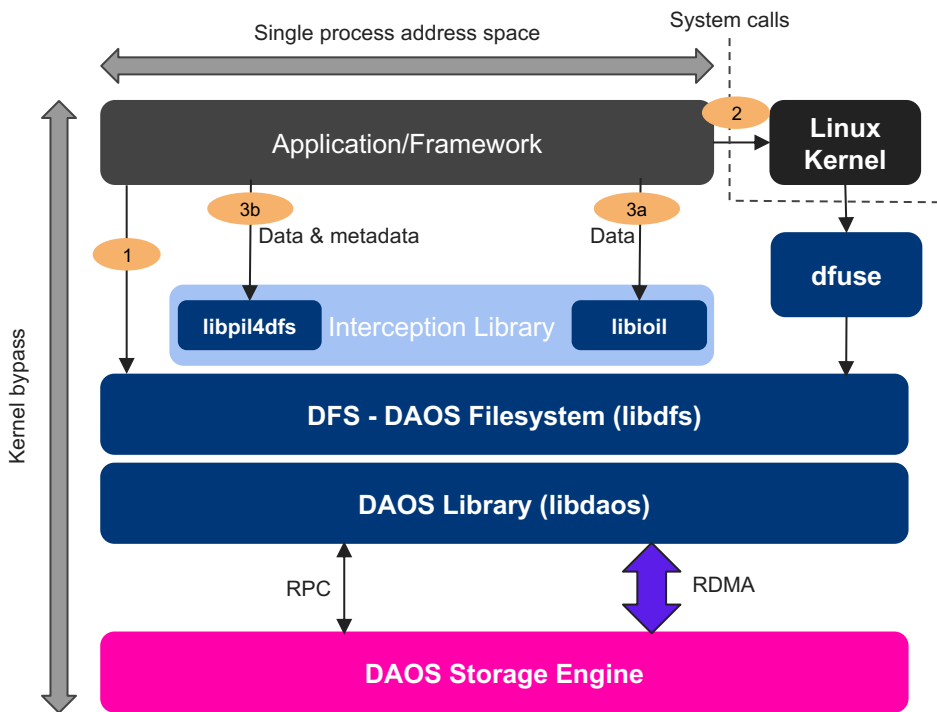 System calls
Single process address space
2
Application/Framework
Linux
Kernel
3b
3a
Data & metadata
Data
1
dfuse
libpil4dfs
Interception Library
libioil
Kernel bypass
DFS - DAOS Filesystem (libdfs)
DAOS Library (libdaos)
RPC
RDMA
DAOS Storage Engine